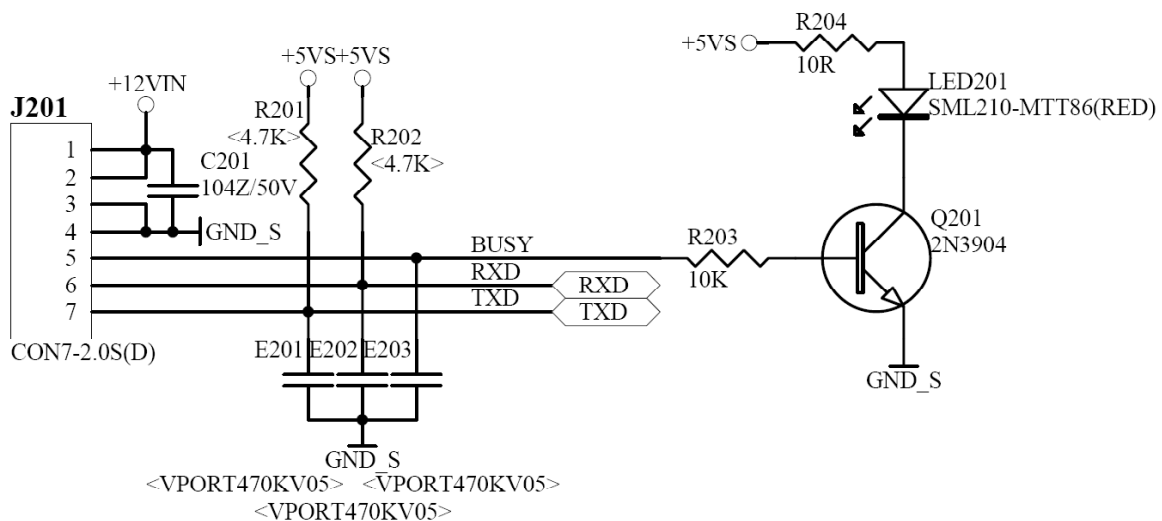 R204
+5VS
10R
LED201
SML210-MTT86(RED)
+5VS+5VS
+12VIN
J201
R201
<4.7K>
R202
<4.7K>
1
2
3
4
5
6
7
C201
104Z/50V
GND_S
BUSY
RXD
TXD
RXD
TXD
R203
10K
Q201
2N3904
CON7-2.0S(D)
E201
E202
E203
GND_S
GND_S
<VPORT470KV05>
<VPORT470KV05>
<VPORT470KV05>